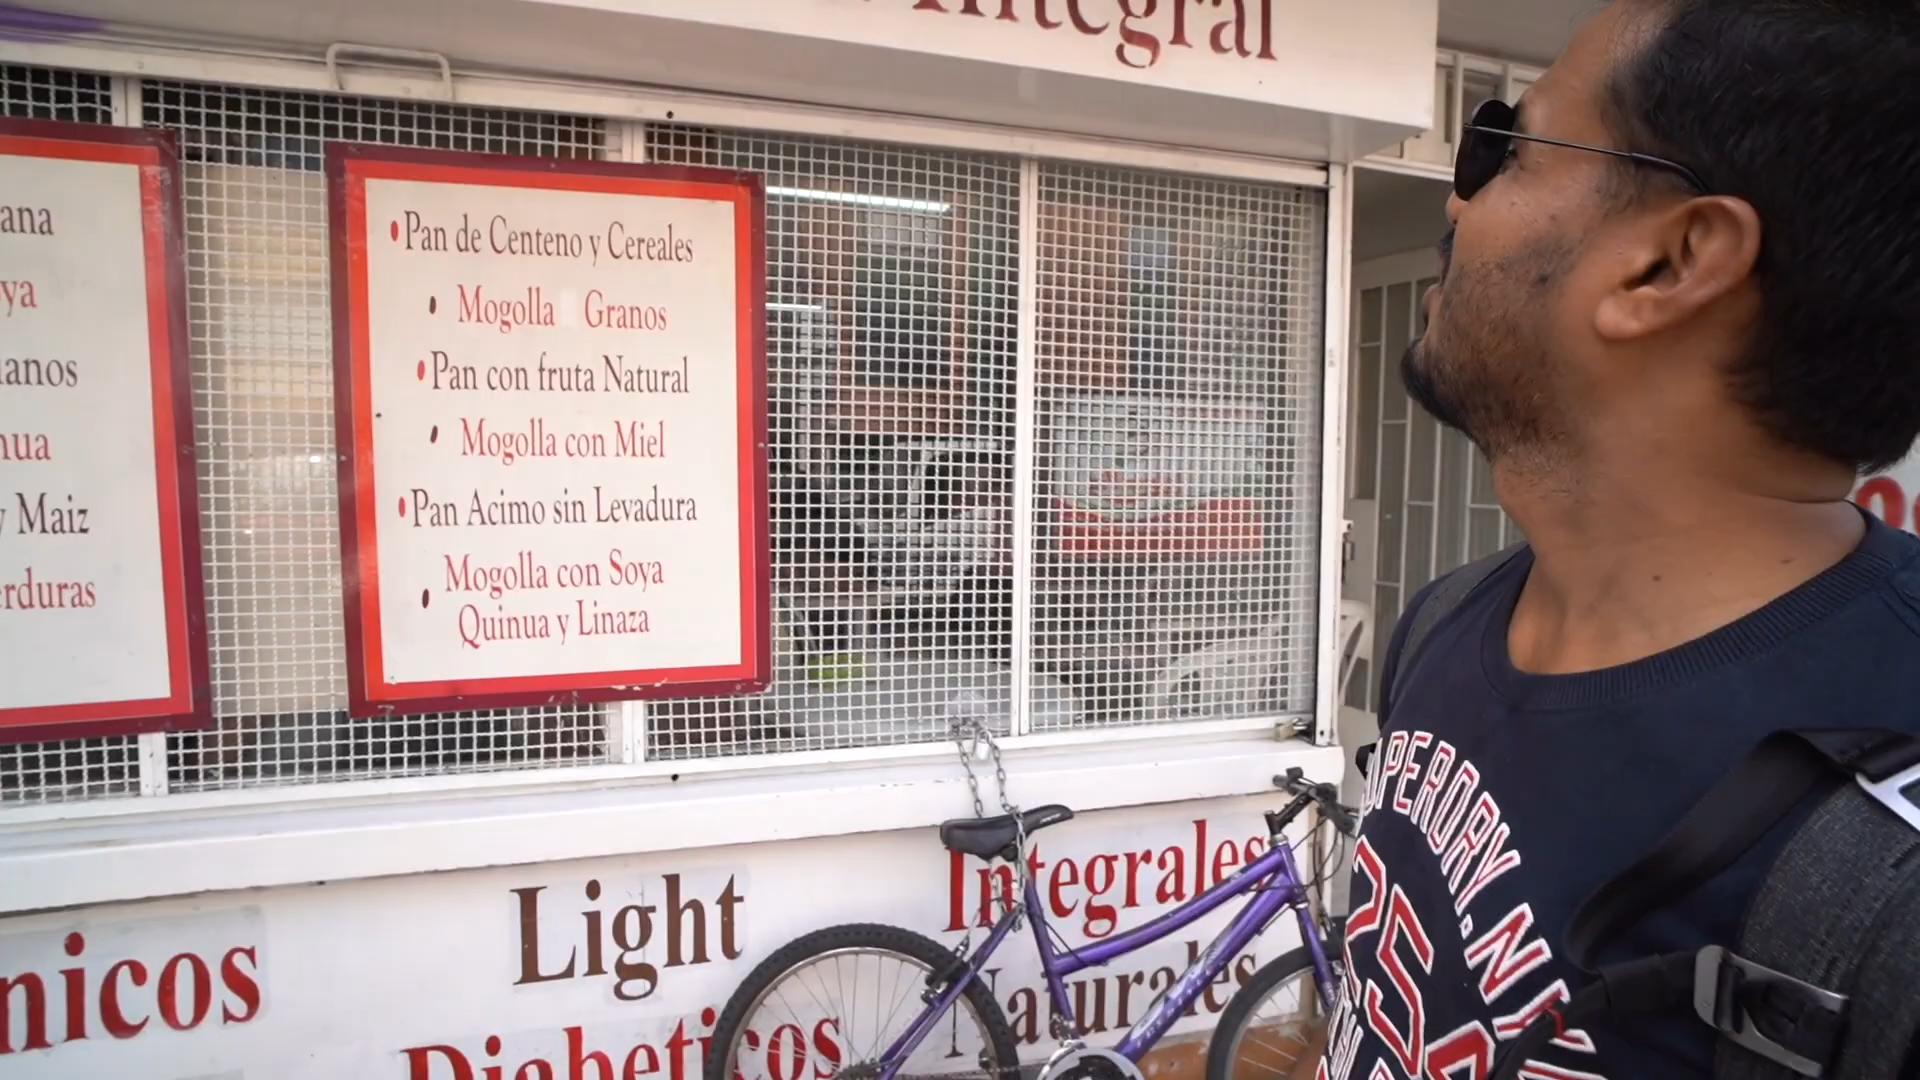 Integral
ana
ya
anos
nua
y Maiz
erduras
•Pan de Centeno y Cereales
• Mogolla Granos
•Pan con fruta Natural
• Mogolla con Miel
•Pan Acimo sin Levadura
• Mogolla con Soya
Quinua y Linaza
nicos
Light
Diabeticos
Integrales
Naturales
SUPERDRY. N.Y.